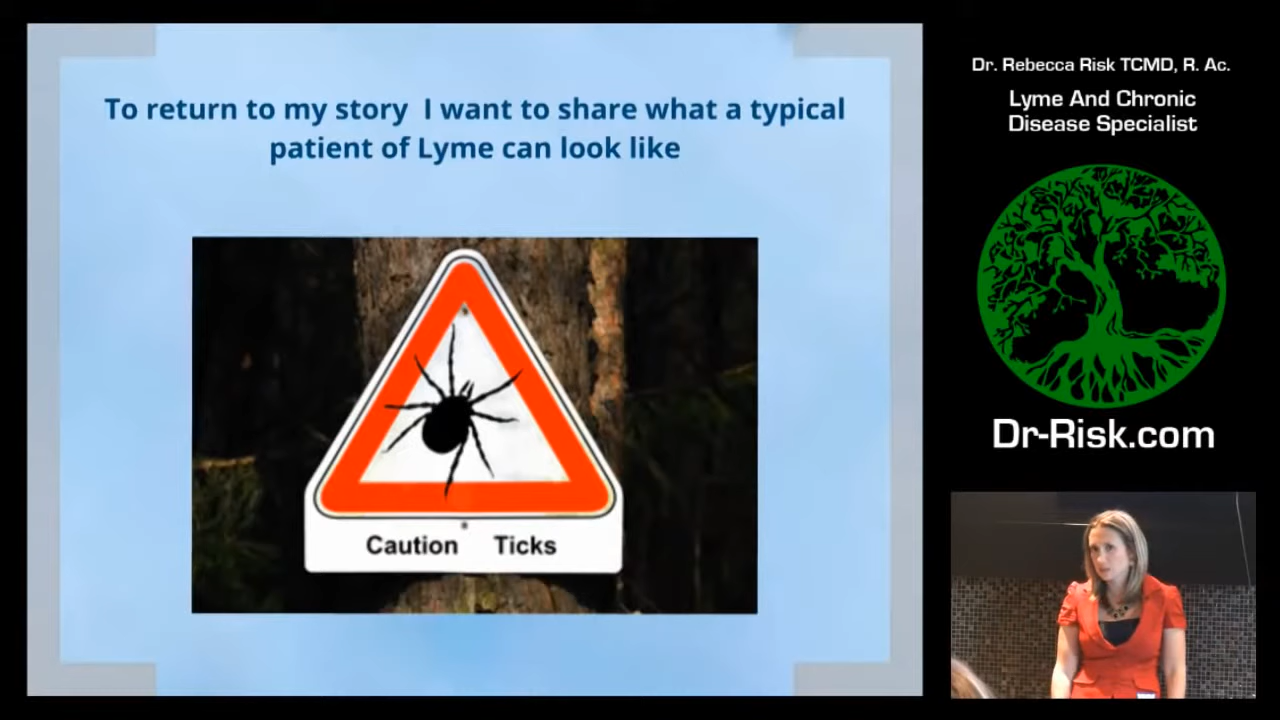 To return to my story I want to share what a typical
patient of Lyme can look like
Caution Ticks
Dr. Rebecca Risk TCMD, R. Ac.
Lyme And Chronic
Disease Specialist
Dr-Risk.com